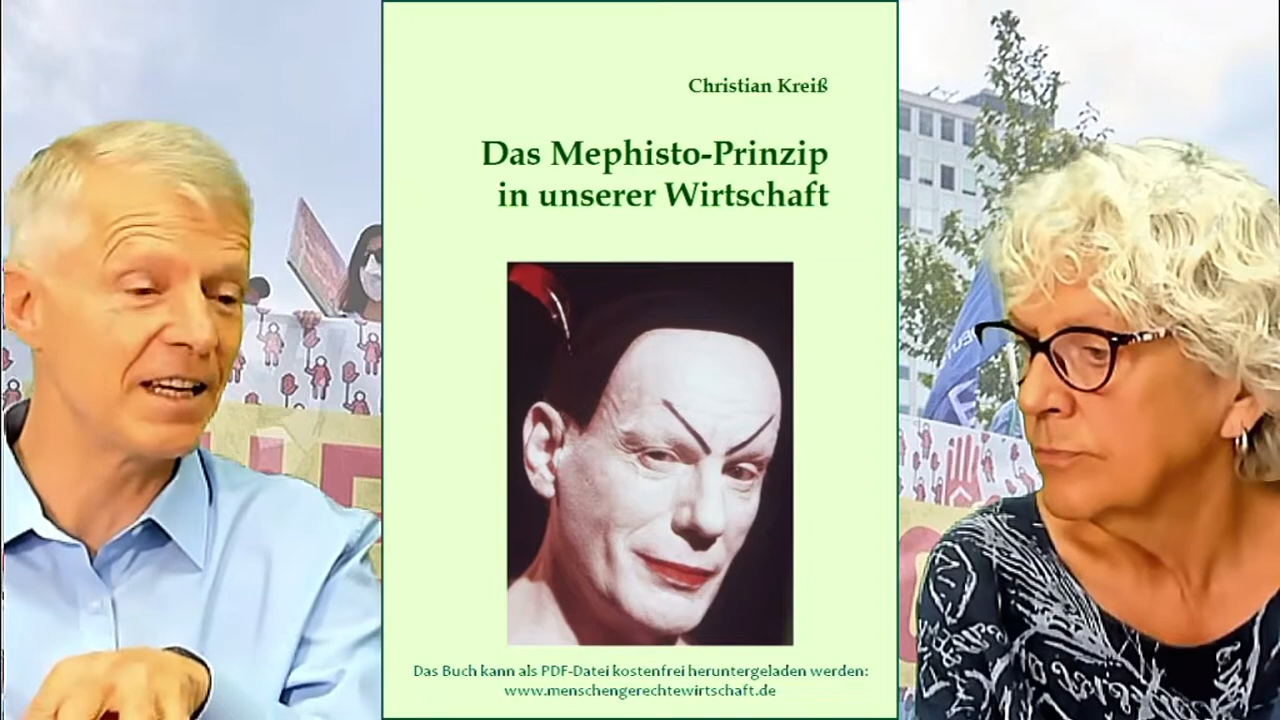 Christian Kreiß
Das Mephisto-Prinzip
in unserer Wirtschaft
Das Buch kann als PDF-Datei kostenfrei heruntergeladen werden:
www.menschengerechtewirtschaft.de